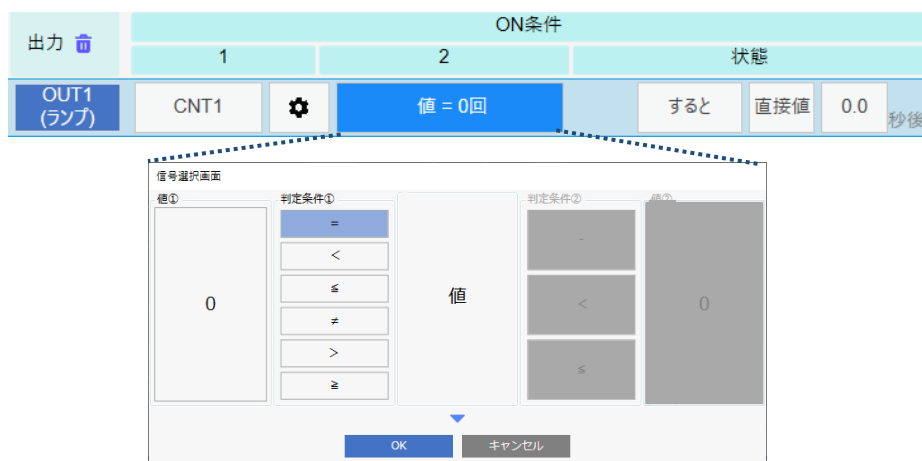 出力
ON条件
1
2
状態
OUT1
(ランプ)
CNT1
値 = 0回
すると
直接値
0.0
秒後
信号選択画面
値①
判定条件①
判定条件②
値②
0
=
<
≦
≠
>
≧
値
-
<
≦
0
OK
キャンセル